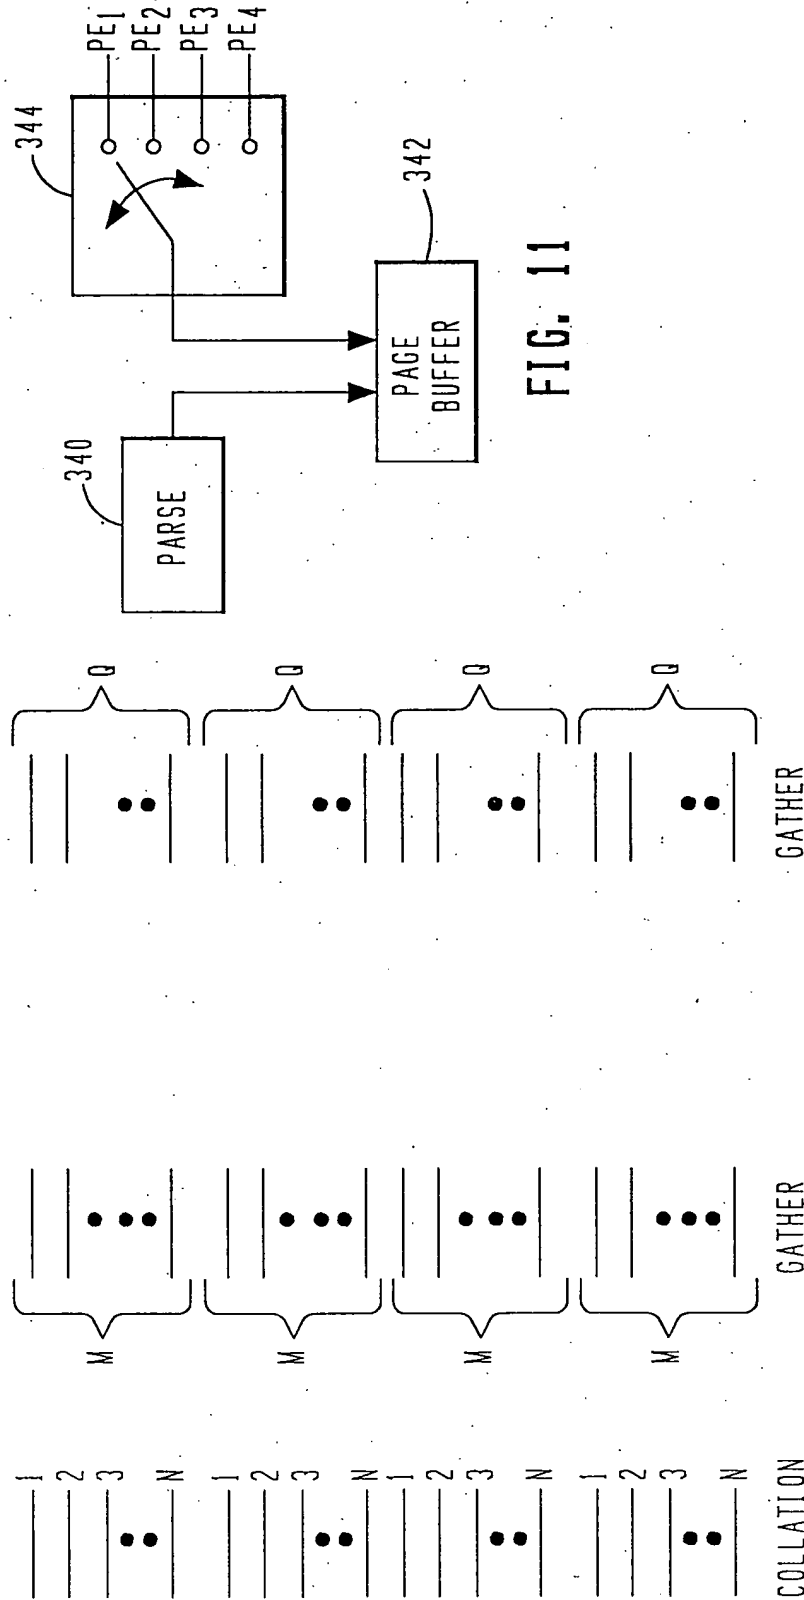 1
2
3
N
1
2
3
N
1
2
3
N
1
2
3
N
COLLATION
M
M
M
M
GATHER
Q
Q
Q
Q
GATHER
340
PARSE
344
PE1
PE2
PE3
PE4
PAGE
BUFFER
342
FIG. 11